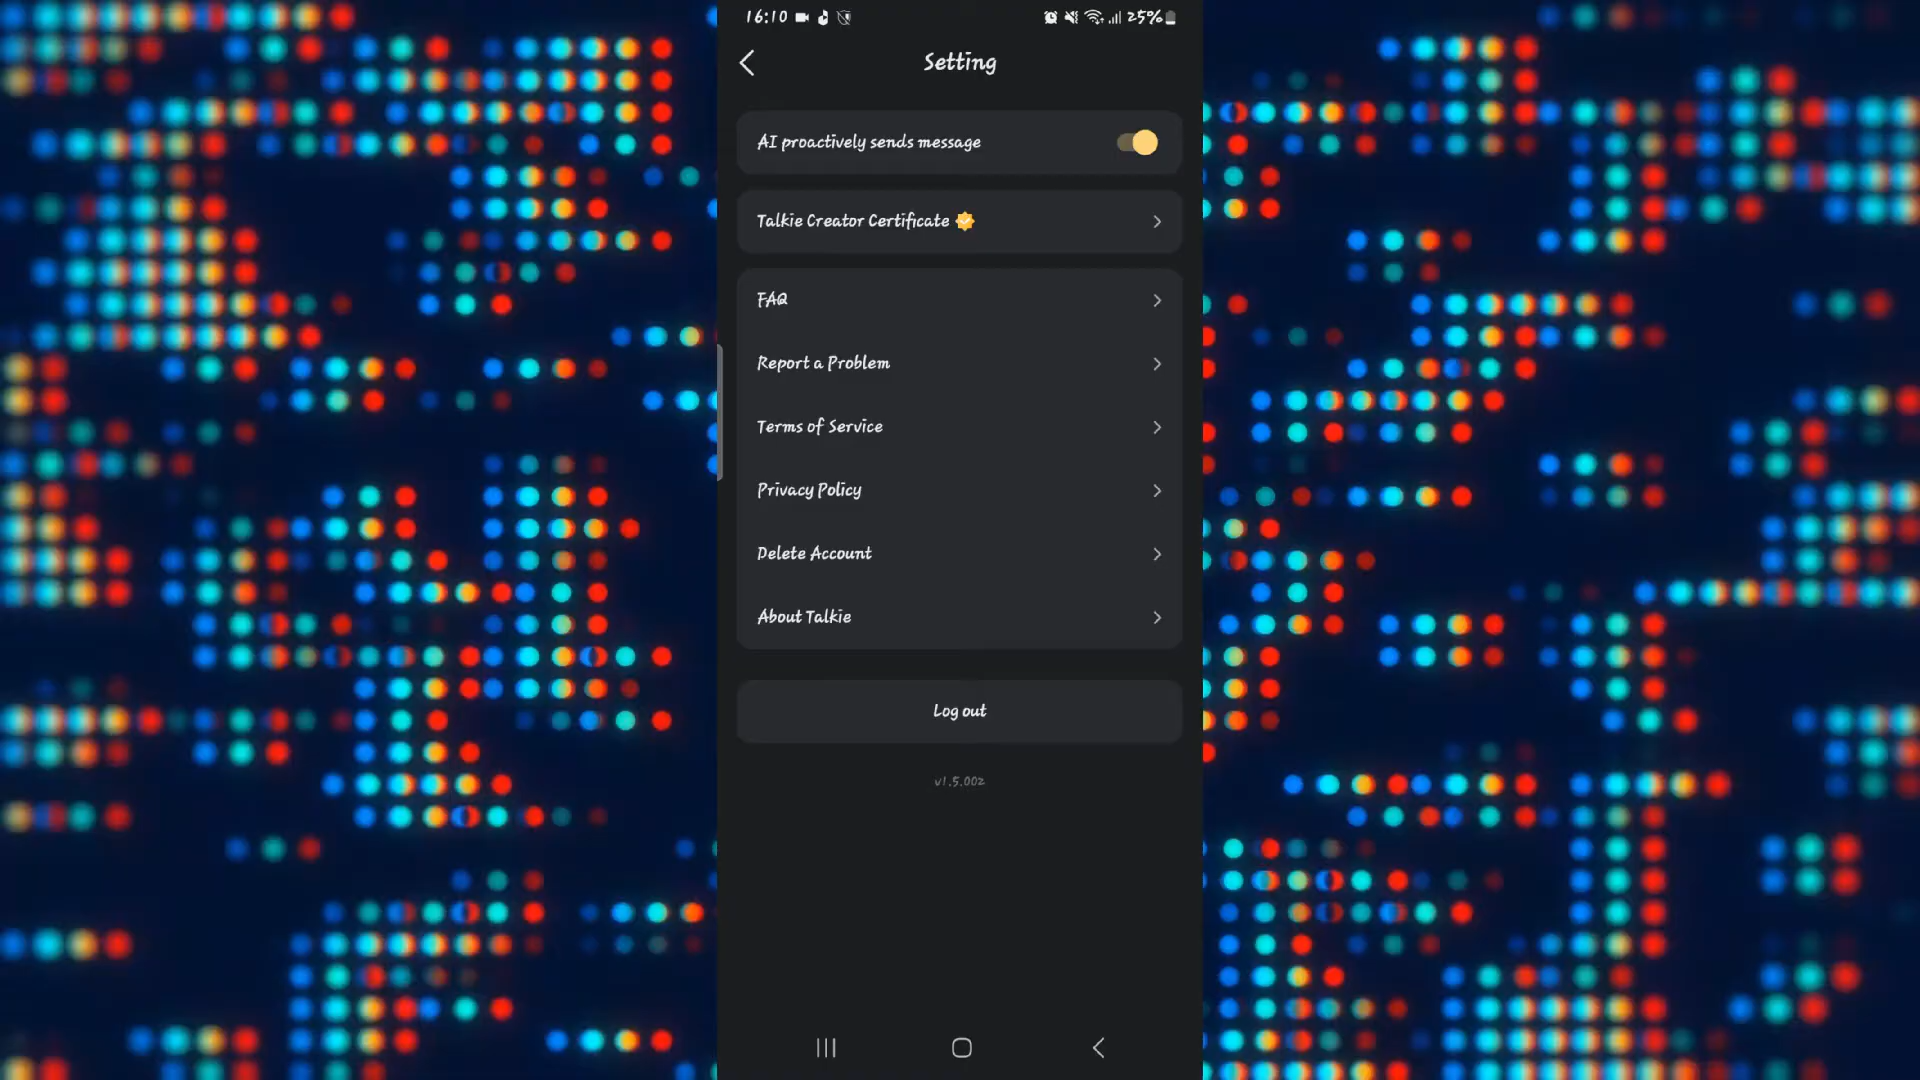 16:10 25%
Setting
AI proactively sends message
Talkie Creator Certificate
FAQ
Report a Problem
Terms of Service
Privacy Policy
Delete Account
About Talkie
Log out
v1.5.002